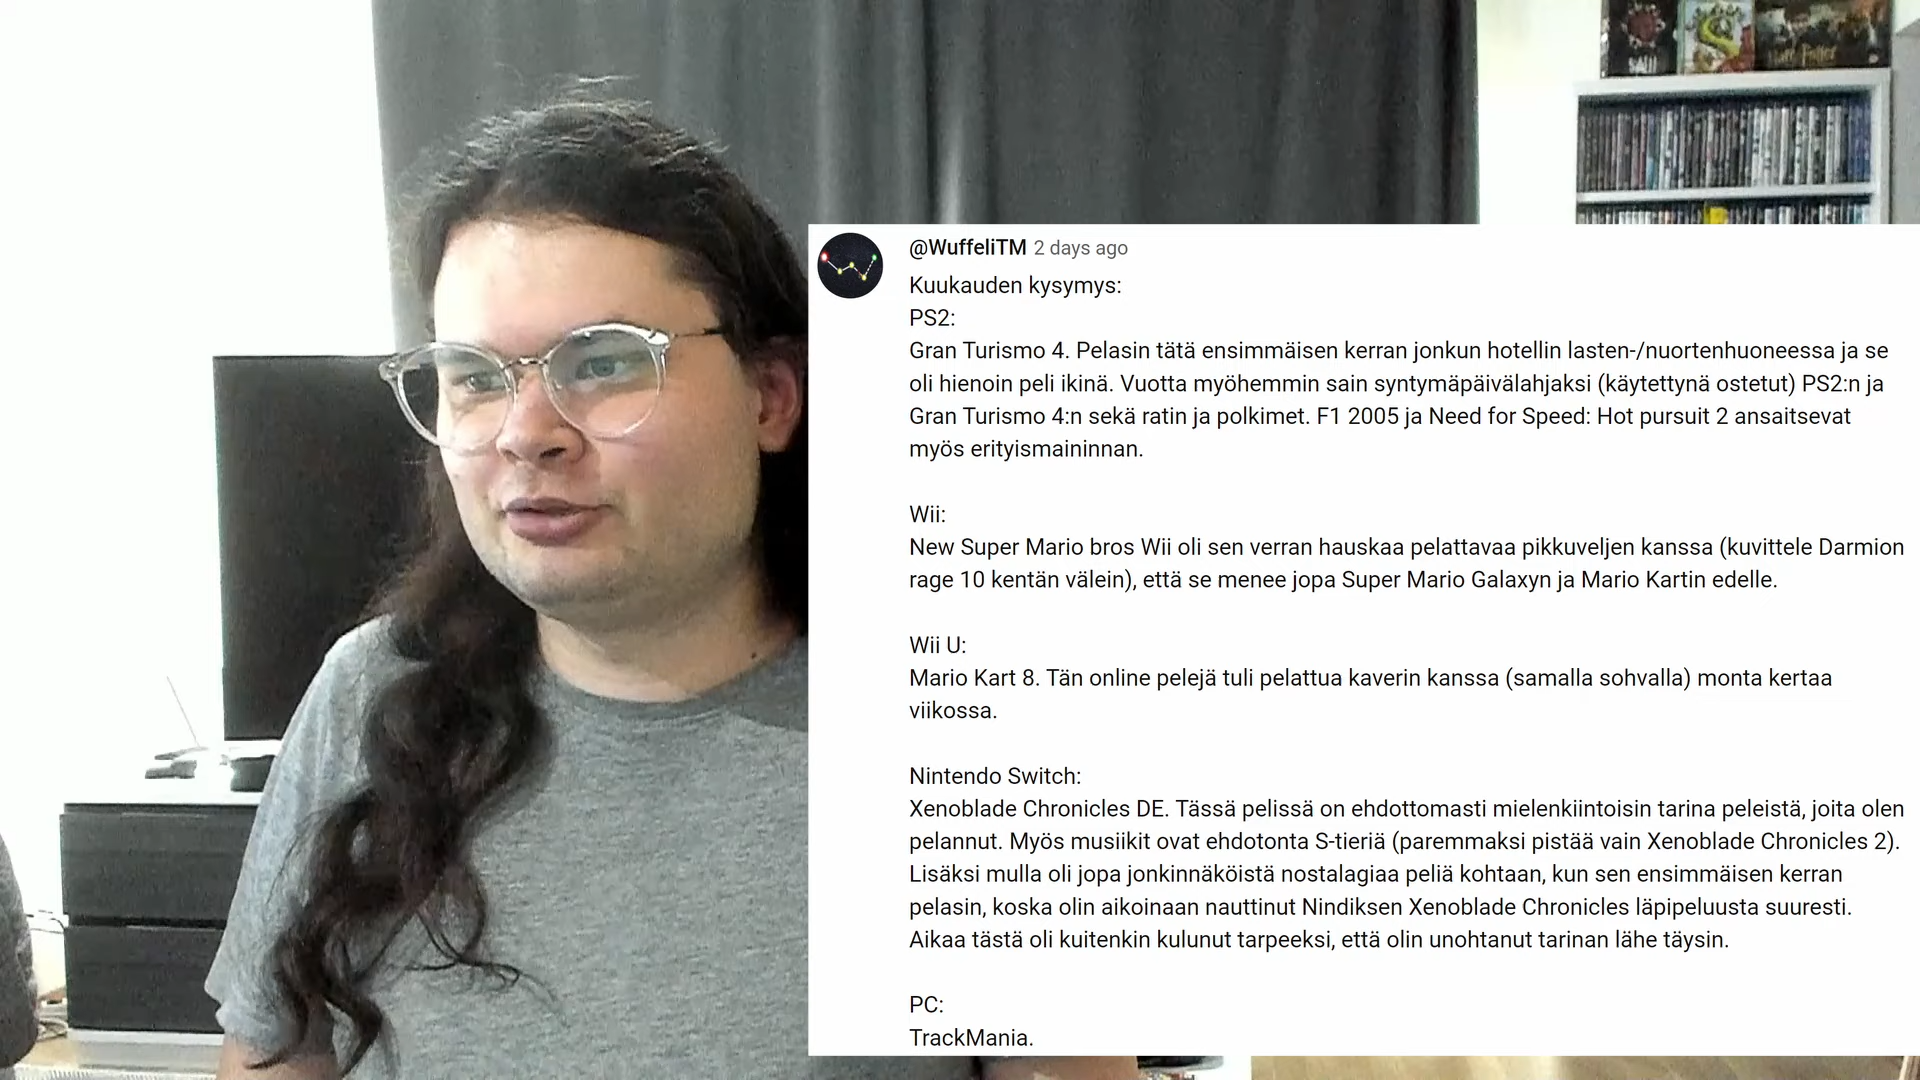 SAW
Harry Potter
@WuffeliTM 2 days ago
Kuukauden kysymys:
PS2:
Gran Turismo 4. Pelasin tätä ensimmäisen kerran jonkun hotellin lasten-/nuortenhuoneessa ja se
oli hienoin peli ikinä. Vuotta myöhemmin sain syntymäpäivälahjaksi (käytettynä ostetut) PS2:n ja
Gran Turismo 4:n sekä ratin ja polkimet. F1 2005 ja Need for Speed: Hot pursuit 2 ansaitsevat
myös erityismaininnan.
Wii:
New Super Mario bros Wii oli sen verran hauskaa pelattavaa pikkuveljen kanssa (kuvittele Darmion
rage 10 kentän välein), että se menee jopa Super Mario Galaxyn ja Mario Kartin edelle.
Wii U:
Mario Kart 8. Tän online pelejä tuli pelattua kaverin kanssa (samalla sohvalla) monta kertaa
viikossa.
Nintendo Switch:
Xenoblade Chronicles DE. Tässä pelissä on ehdottomasti mielenkiintoisin tarina peleistä, joita olen
pelannut. Myös musiikit ovat ehdotonta S-tieriä (paremmaksi pistää vain Xenoblade Chronicles 2).
Lisäksi mulla oli jopa jonkinnäköistä nostalagiaa peliä kohtaan, kun sen ensimmäisen kerran
pelasin, koska olin aikoinaan nauttinut Nindiksen Xenoblade Chronicles läpipeluusta suuresti.
Aikaa tästä oli kuitenkin kulunut tarpeeksi, että olin unohtanut tarinan lähe täysin.
PC:
TrackMania.